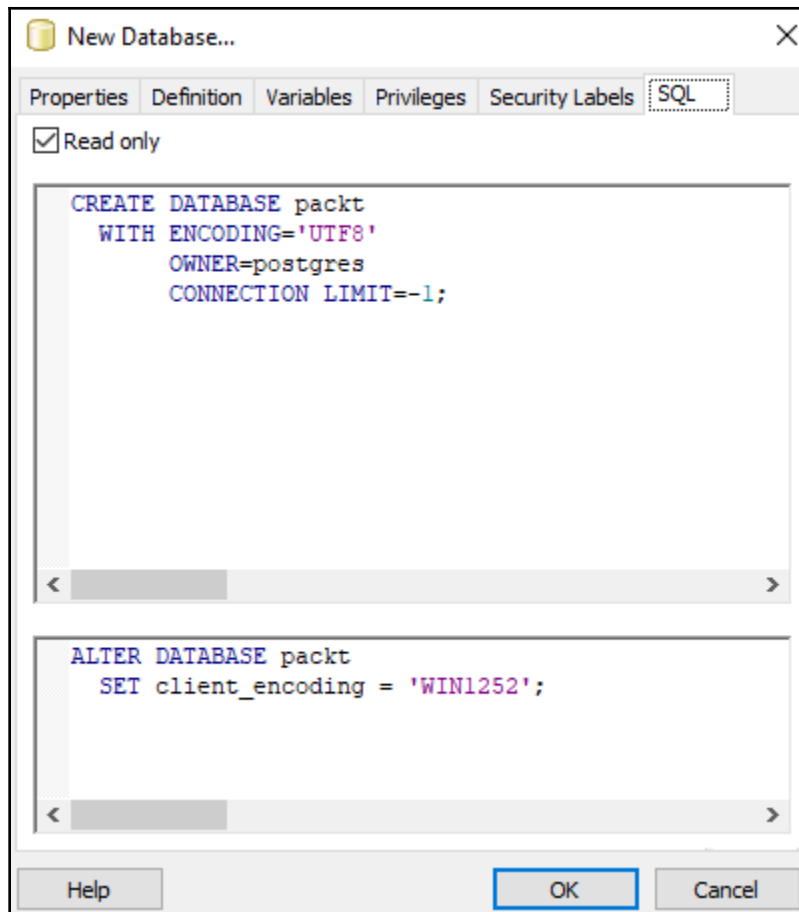 New Database...
Properties Definition Variables Privileges Security Labels SQL
Read only
CREATE DATABASE packt
WITH ENCODING='UTF8'
OWNER=postgres
CONNECTION LIMIT=-1;
ALTER DATABASE packt
SET client_encoding = 'WIN1252';
Help OK Cancel